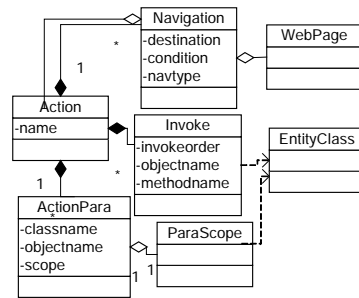 Navigation
-destination
-condition
-navtype
WebPage
*
1
Action
-name
Invoke
-invokeorder
-objectname
-methodname
EntityClass
1
*
ActionPara
*
-classname
-objectname
-scope
ParaScope
1
1